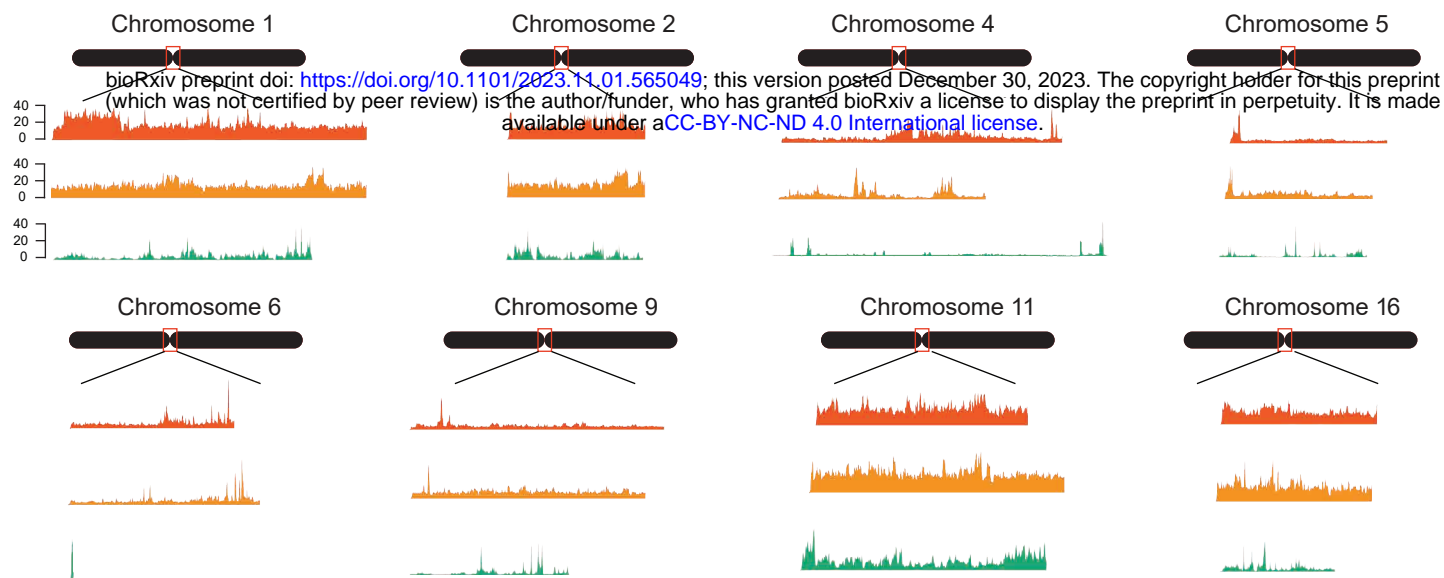 Chromosome 1 Chromosome 2 Chromosome 4 Chromosome 5
bioRxiv preprint doi: https://doi.org/10.1101/2023.11.01.565049; this version posted December 30, 2023. The copyright holder for this preprint
(which was not certified by peer review) is the author/funder, who has granted bioRxiv a license to display the preprint in perpetuity. It is made
available under aCC-BY-NC-ND 4.0 International license.
40
20
0
40
20
0
40
20
0
Chromosome 6 Chromosome 9 Chromosome 11 Chromosome 16